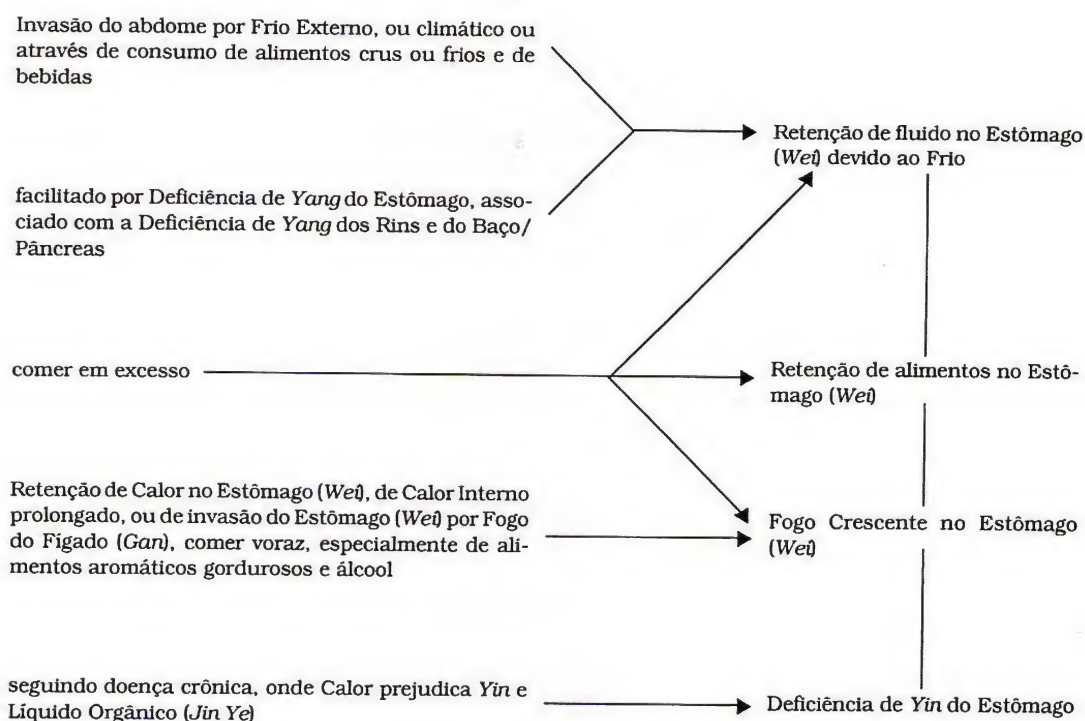 Invasão do abdome por Frio Externo, ou climático ou
através de consumo de alimentos crus ou frios e de
bebidas
Retenção de fluido no Estômago
(Wei) devido ao Frio
facilitado por Deficiência de Yang do Estômago, asso-
ciado com a Deficiência de Yang dos Rins e do Baço/
Pâncreas
comer em excesso
Retenção de alimentos no Estô-
mago (Wei)
Retenção de Calor no Estômago (Wei), de Calor Interno
prolongado, ou de invasão do Estômago (Wei) por Fogo
do Fígado (Gan), comer voraz, especialmente de ali-
mentos aromáticos gordurosos e álcool
Fogo Crescente no Estômago
(Wei)
seguindo doença crônica, onde Calor prejudica Yin e
Líquido Orgânico (Jin Ye)
Deficiência de Yin do Estômago